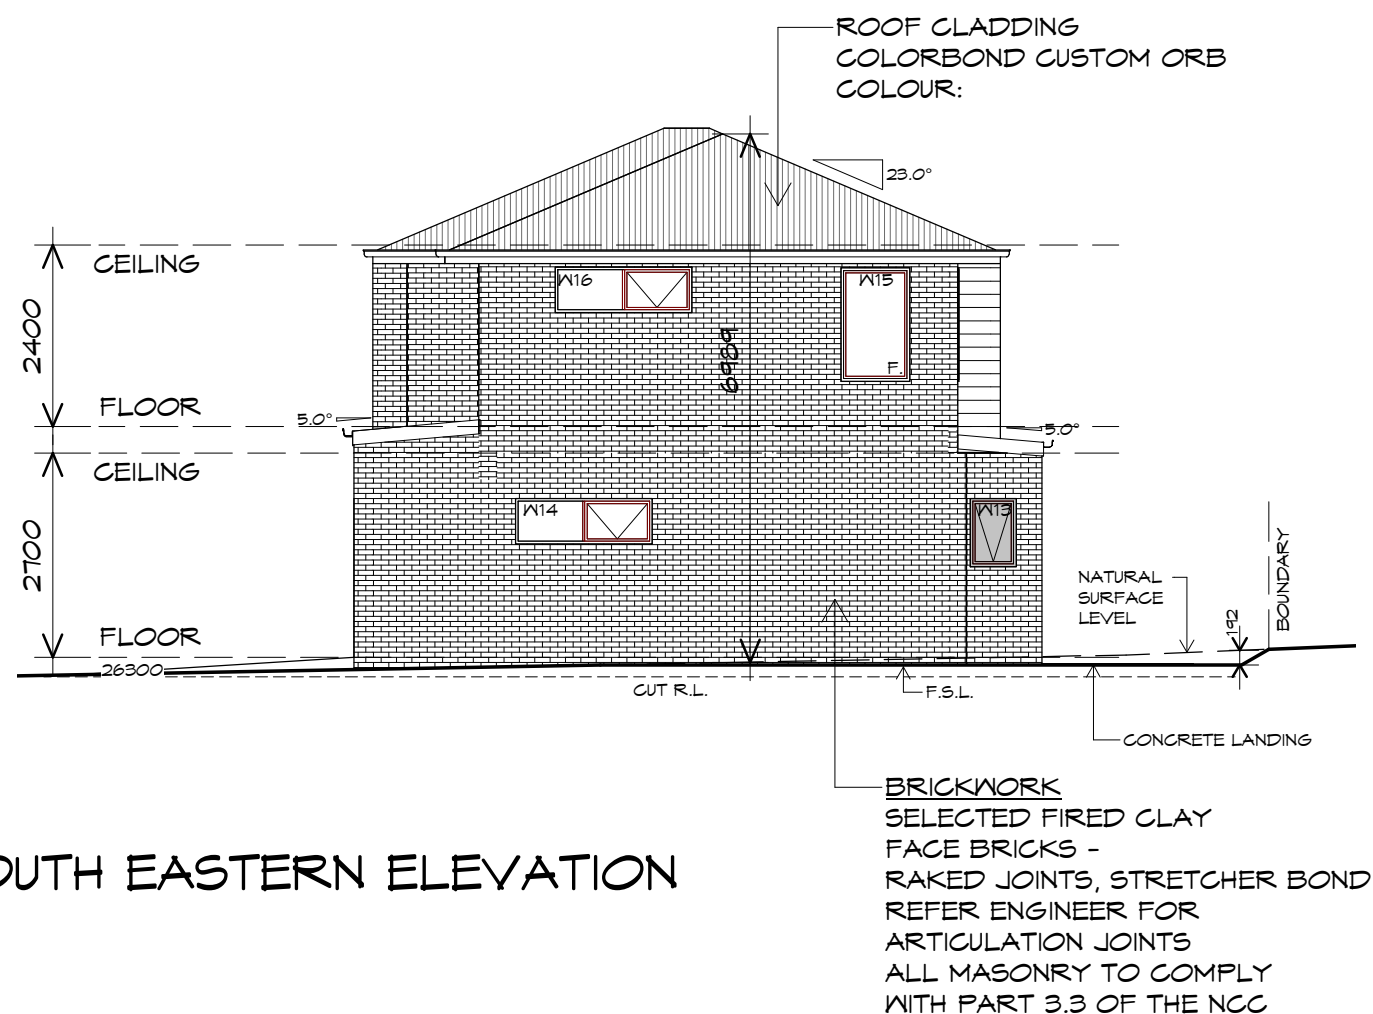 ROOF CLADDING
COLORBOND CUSTOM ORB
COLOUR:
23.0°
CEILING
2400
W16
W15
F.
6989
FLOOR
5.0°
5.0°
CEILING
2700
W14
W13
NATURAL
SURFACE
LEVEL
192
BOUNDARY
FLOOR
26300
CUT R.L.
F.S.L.
CONCRETE LANDING
BRICKWORK
SELECTED FIRED CLAY
FACE BRICKS -
RAKED JOINTS, STRETCHER BOND
REFER ENGINEER FOR
ARTICULATION JOINTS
ALL MASONRY TO COMPLY
WITH PART 3.3 OF THE NCC
OUTH EASTERN ELEVATION